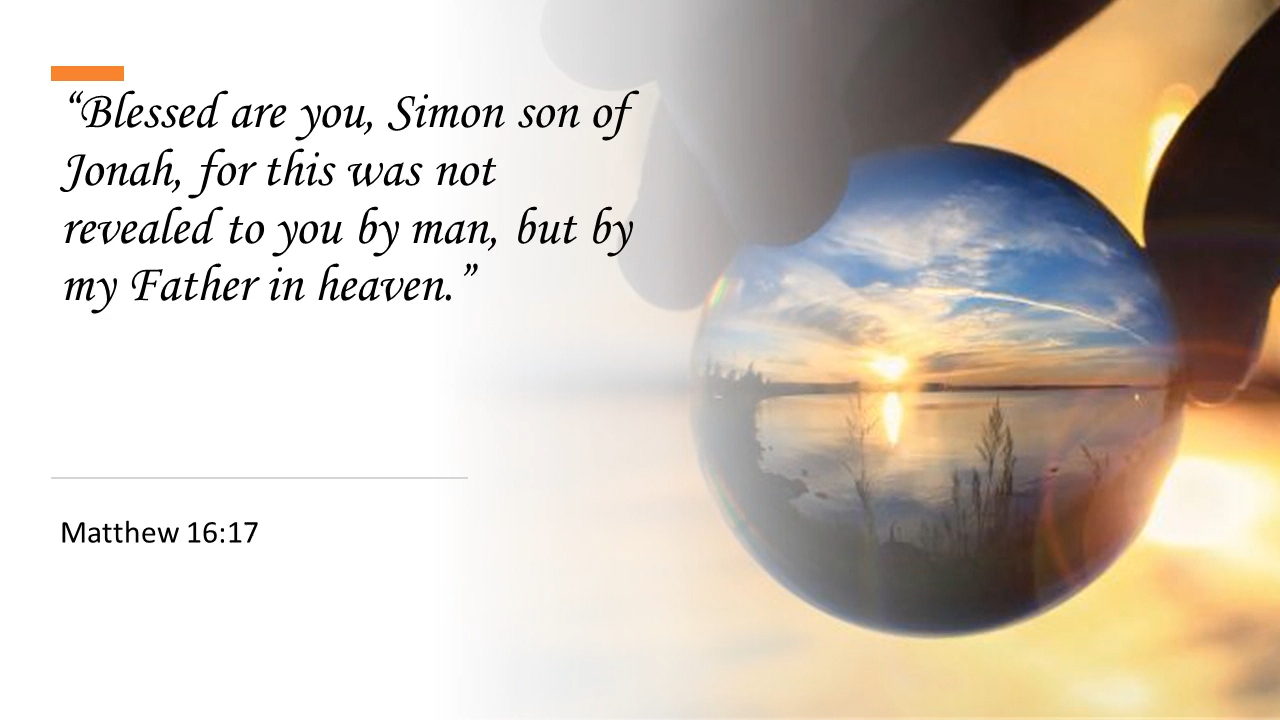 “Blessed are you, Simon son of
Jonah, for this was not
revealed to you by man, but by
my Father in heaven.”
Matthew 16:17